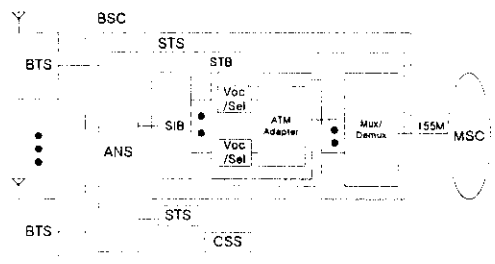 BSC
STS
BTS
STB
Voc
/Sel
SIB
ATM
Adapter
Mux/
Demux
155M
MSC
ANS
Voc
/Sel
STS
BTS
CSS